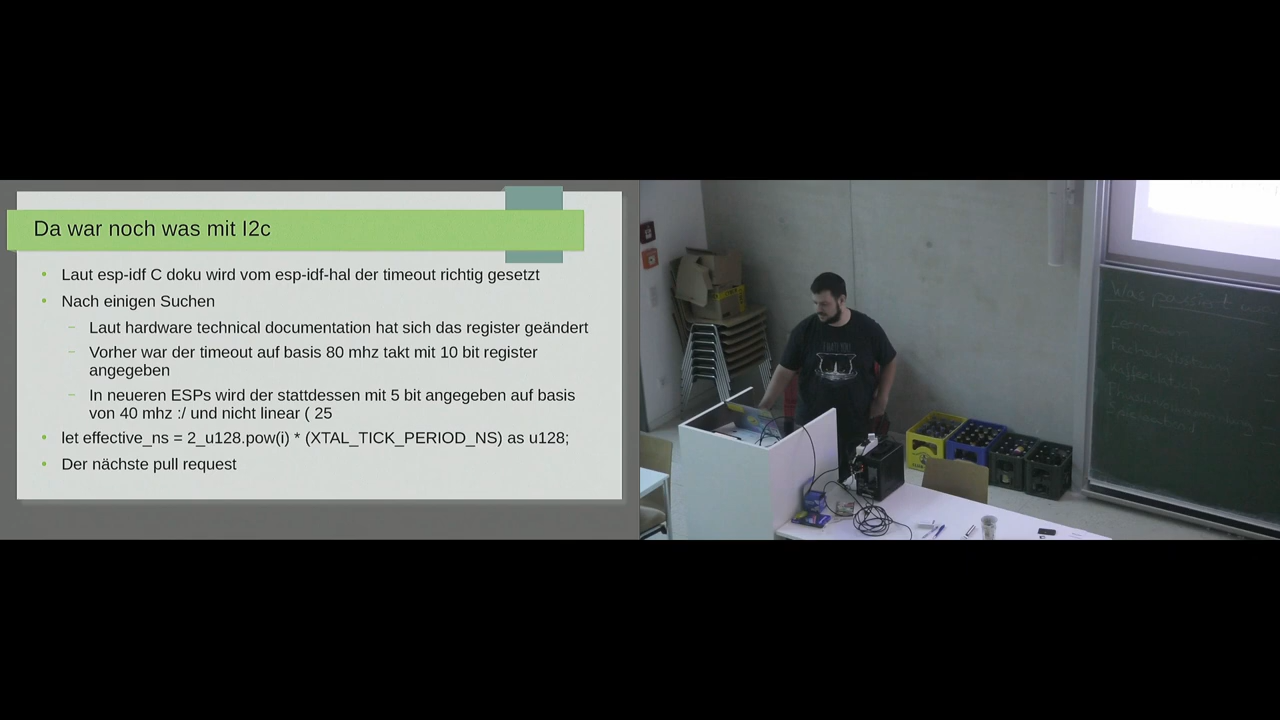 Da war noch was mit I2c
Laut esp-idf C doku wird vom esp-idf-hal der timeout richtig gesetzt
Nach einigen Suchen
Laut hardware technical documentation hat sich das register geändert
Vorher war der timeout auf basis 80 mhz takt mit 10 bit register
angegeben
In neueren ESPs wird der stattdessen mit 5 bit angegeben auf basis
von 40 mhz :/ und nicht linear ( 25
let effective_ns = 2_u128.pow(i) * (XTAL_TICK_PERIOD_NS) as u128;
Der nächste pull request
Was passiert